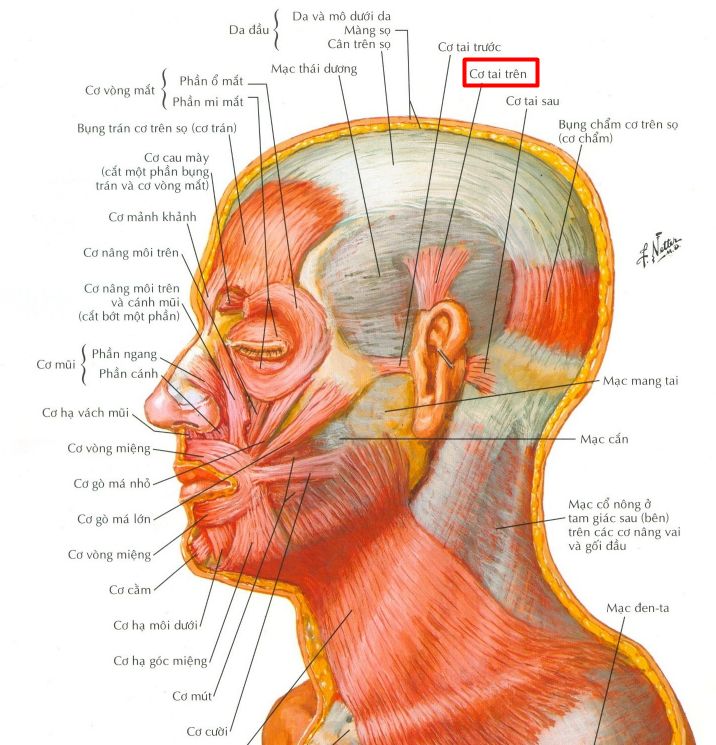 Da đầu
Da và mô dưới da
Màng sọ
Cân trên sọ
Mạc thái dương
Cơ tai trước
Cơ tai trên
Cơ tai sau
Bụng chẩm cơ trên sọ
(cơ chẩm)
Cơ vòng mắt
Phần ổ mắt
Phần mi mắt
Bụng trán cơ trên sọ (cơ trán)
Cơ cau mày
(cắt một phần bụng
trán và cơ vòng mắt)
Cơ mảnh khảnh
Cơ nâng môi trên
Cơ nâng môi trên
và cánh mũi
(cắt bớt một phần)
Cơ mũi
Phần ngang
Phần cánh
Cơ hạ vách mũi
Cơ vòng miệng
Cơ gò má nhỏ
Cơ gò má lớn
Cơ vòng miệng
Cơ cằm
Cơ hạ môi dưới
Cơ hạ góc miệng
Cơ mút
Cơ cười
Mạc mang tai
Mạc cắn
Mạc cổ nông ở
tam giác sau (bên)
trên các cơ nâng vai
và gối đầu
Mạc đen-ta
F. Netter